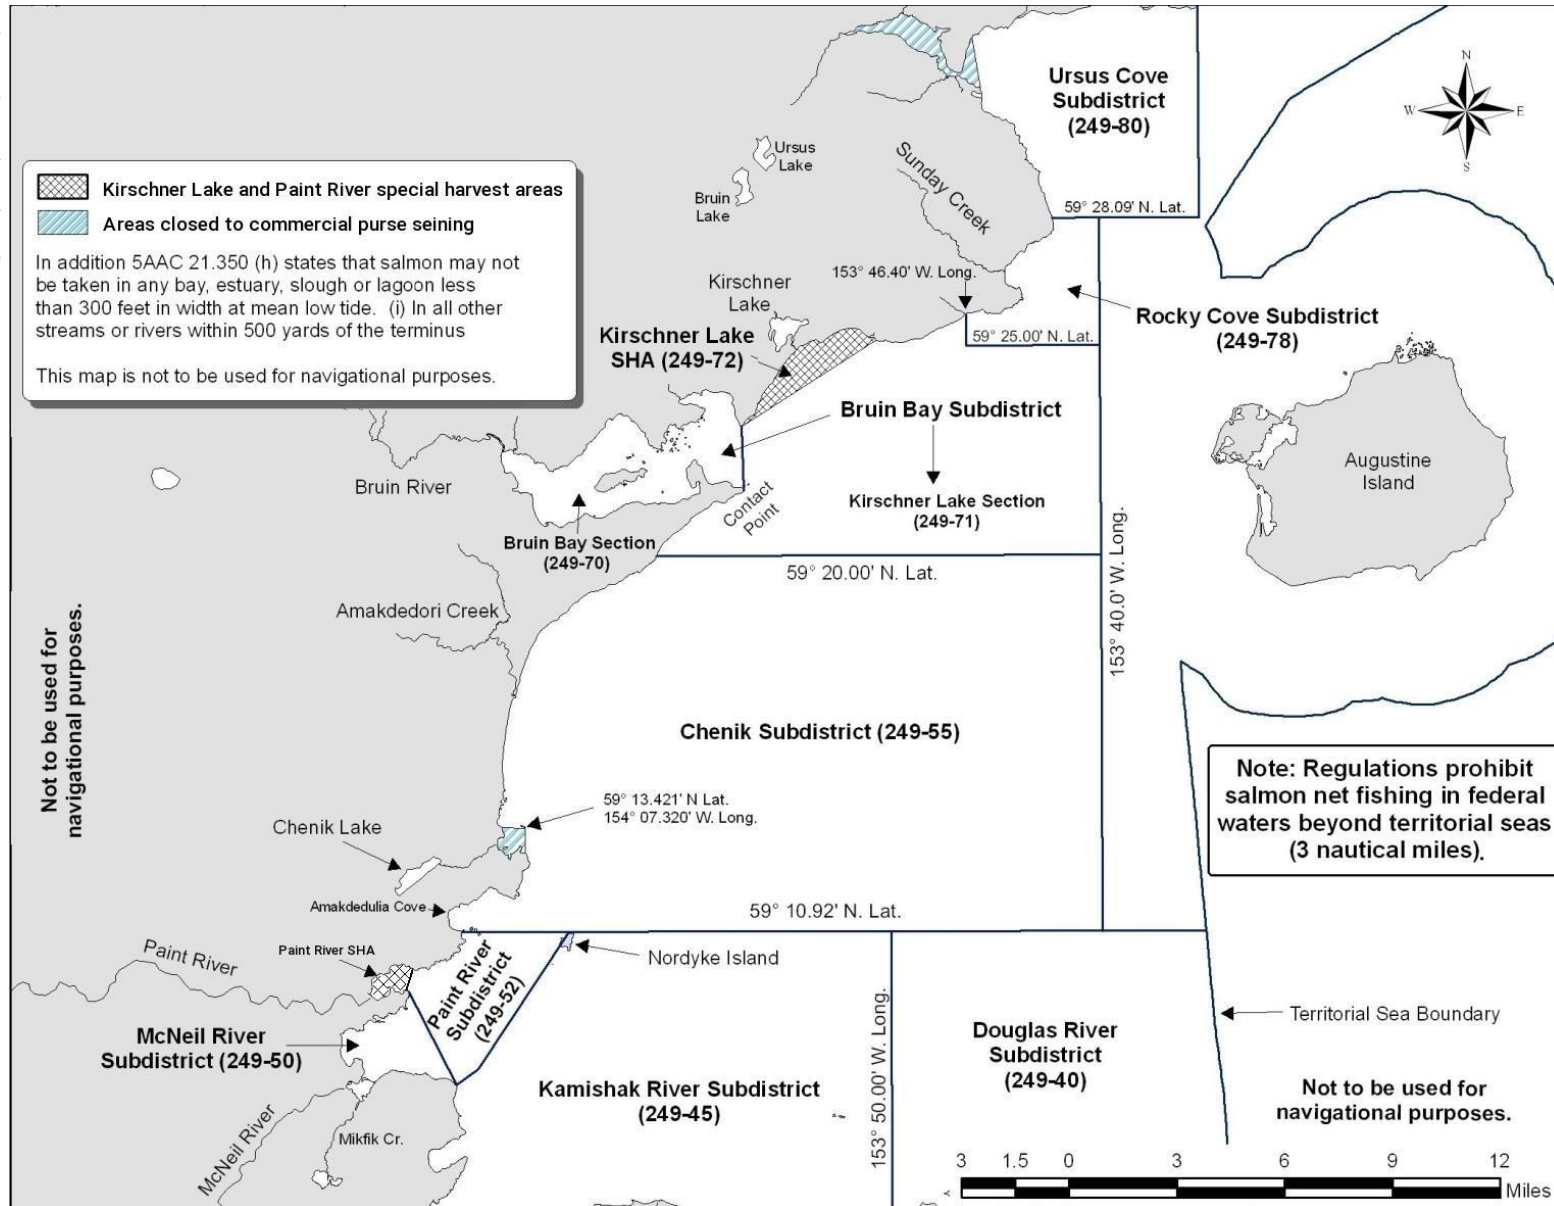 Ursus Cove
Subdistrict
(249-80)
N
W
E
S
Ursus
Lake
Bruin
Lake
Sunday Creek
59° 28.09' N. Lat.
Kirschner Lake and Paint River special harvest areas
Areas closed to commercial purse seining
In addition 5AAC 21.350 (h) states that salmon may not
be taken in any bay, estuary, slough or lagoon less
than 300 feet in width at mean low tide. (i) In all other
streams or rivers within 500 yards of the terminus
This map is not to be used for navigational purposes.
153° 46.40' W. Long.
Kirschner
Lake
Kirschner Lake
SHA (249-72)
59° 25.00' N. Lat.
Rocky Cove Subdistrict
(249-78)
Bruin Bay Subdistrict
Augustine
Island
Bruin River
Contact
Point
Kirschner Lake Section
(249-71)
Bruin Bay Section
(249-70)
59° 20.00' N. Lat.
153° 40.0' W. Long.
Amakdedori Creek
Not to be used for
navigational purposes.
Chenik Subdistrict (249-55)
Note: Regulations prohibit
salmon net fishing in federal
waters beyond territorial seas
(3 nautical miles).
59° 13.421' N Lat.
154° 07.320' W. Long.
Chenik Lake
Amakdedulia Cove
59° 10.92' N. Lat.
Paint River
Paint River SHA
Paint River
Subdistrict
(249-52)
Nordyke Island
153° 50.00' W. Long.
Territorial Sea Boundary
McNeil River
Subdistrict (249-50)
Douglas River
Subdistrict
(249-40)
Kamishak River Subdistrict
(249-45)
Not to be used for
navigational purposes.
McNeil River
Mikfik Cr.
3 1.5 0 3 6 9 12
Miles